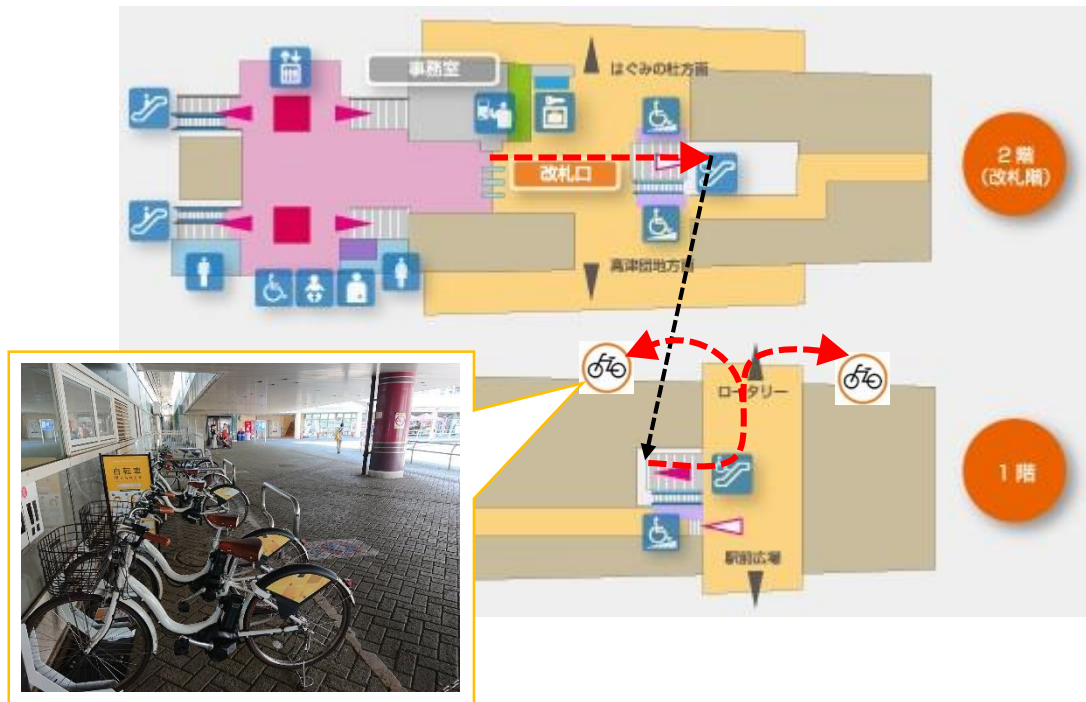 事務室
はぐみの杜方面
改札口
2階
(改札階)
高津団地方面
ロータリー
1階
駅前広場
自転車